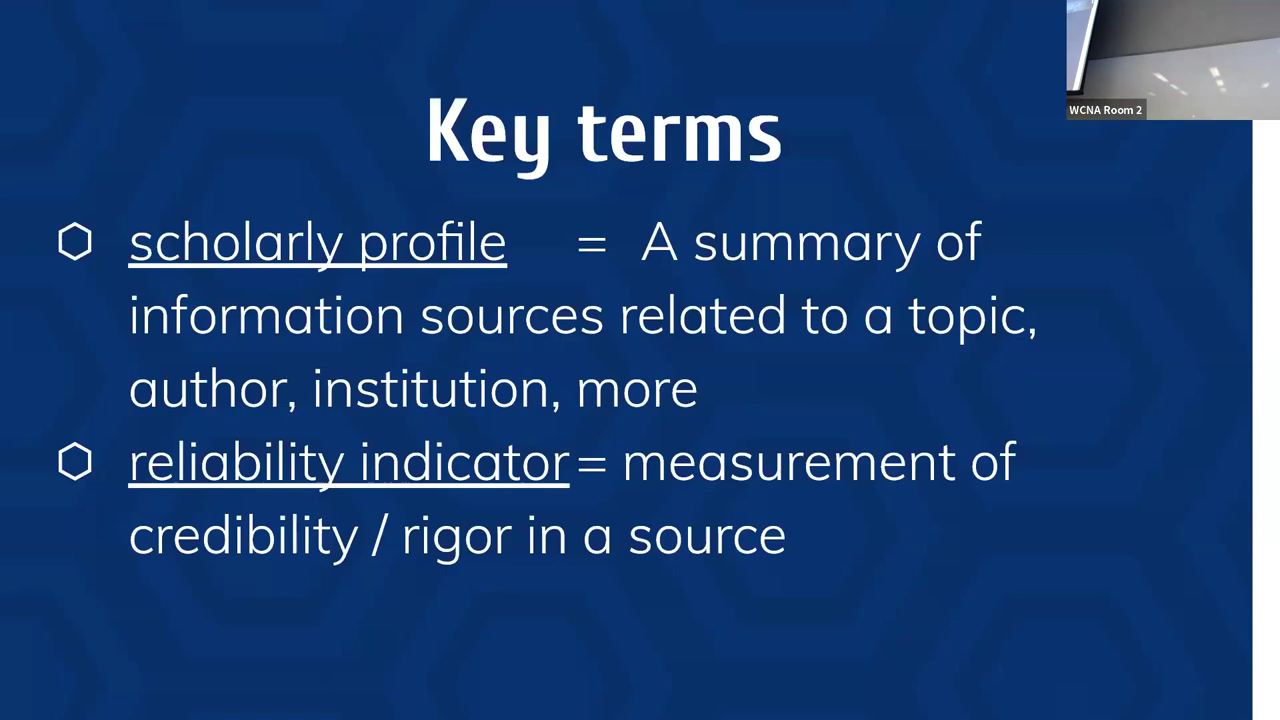 WCNA Room 2
Key terms
scholarly profile = A summary of
information sources related to a topic,
author, institution, more
reliability indicator = measurement of
credibility / rigor in a source